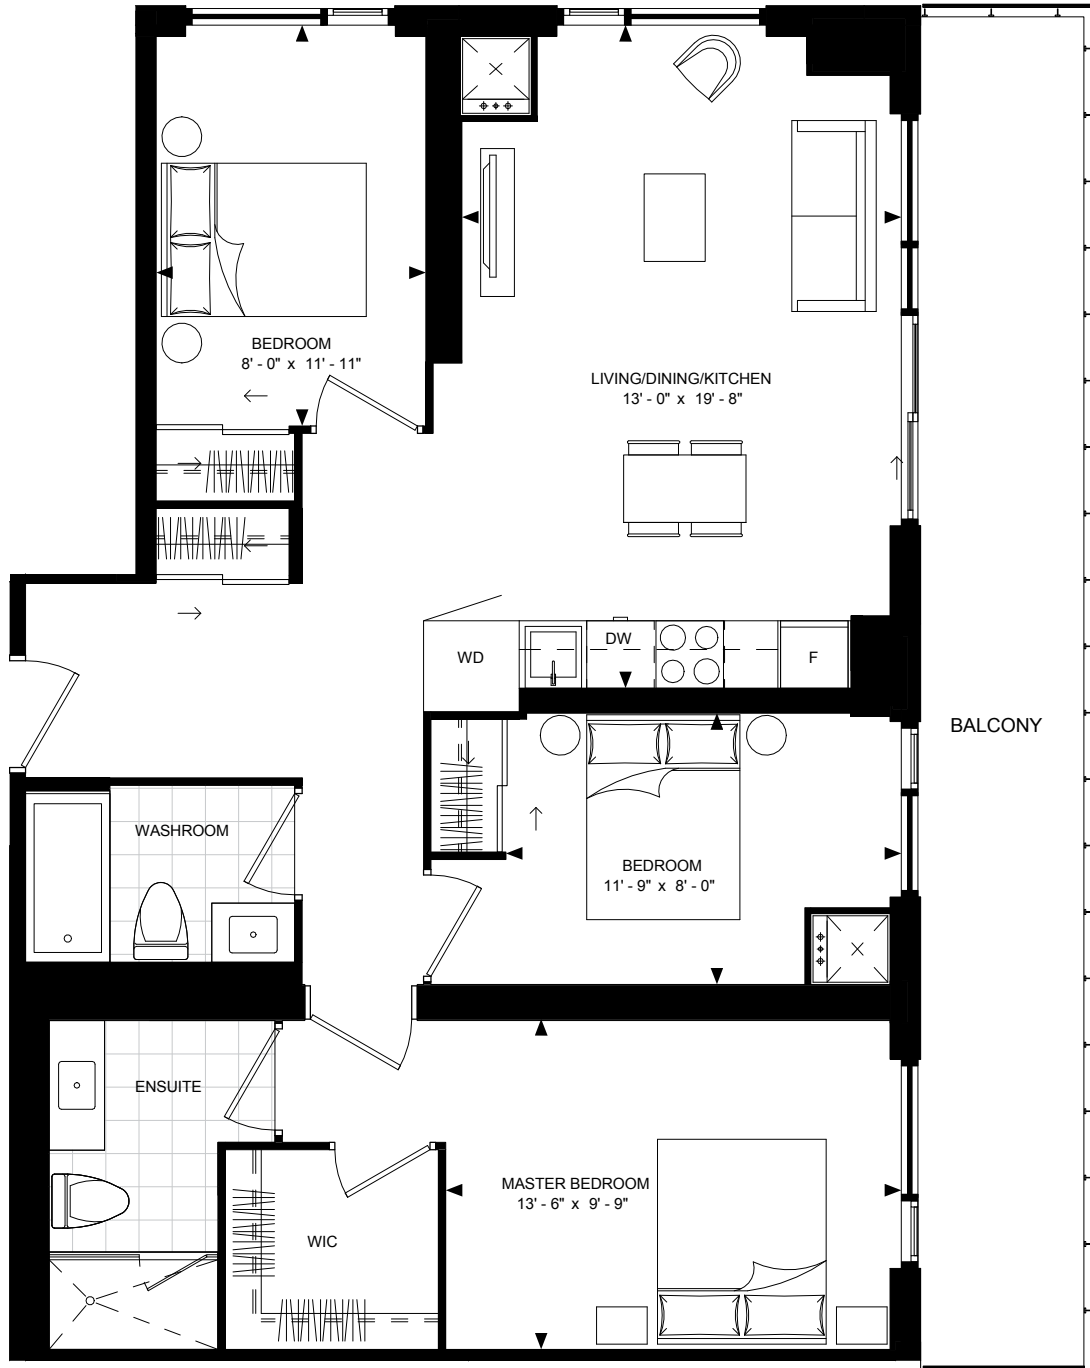 BEDROOM
8' - 0" x 11' - 11"
LIVING/DINING/KITCHEN
13' - 0" x 19' - 8"
WD
DW
F
BALCONY
WASHROOM
BEDROOM
11' - 9" x 8' - 0"
ENSUITE
MASTER BEDROOM
13' - 6" x 9' - 9"
WIC